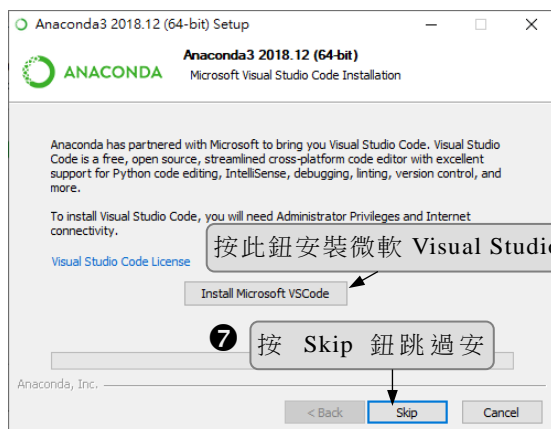 Anaconda3 2018.12 (64-bit) Setup
ANACONDA
Anaconda3 2018.12 (64-bit)
Microsoft Visual Studio Code Installation
Anaconda has partnered with Microsoft to bring you Visual Studio Code. Visual Studio
Code is a free, open source, streamlined cross-platform code editor with excellent
support for Python code editing, IntelliSense, debugging, linting, version control, and
more.
To install Visual Studio Code, you will need Administrator Privileges and Internet
connectivity.
按此鈕安裝微軟 Visual Studio
Visual Studio Code License
Install Microsoft VSCode
❼ 按 Skip 鈕跳過安
Anaconda, Inc.
< Back Skip Cancel